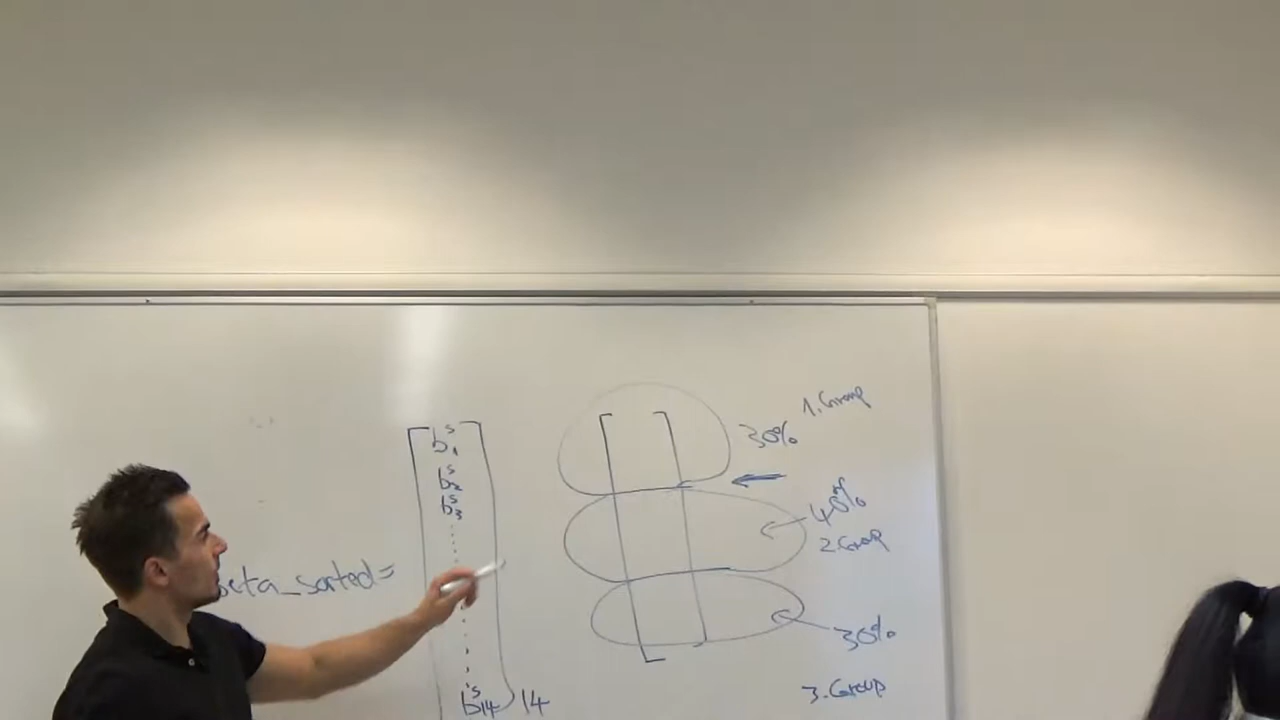 beta_sorted=
b₁ˢ
b₂ˢ
b₃ˢ
b₁₄ˢ
14
1.Group
30%
40%
2.Group
30%
3.Group